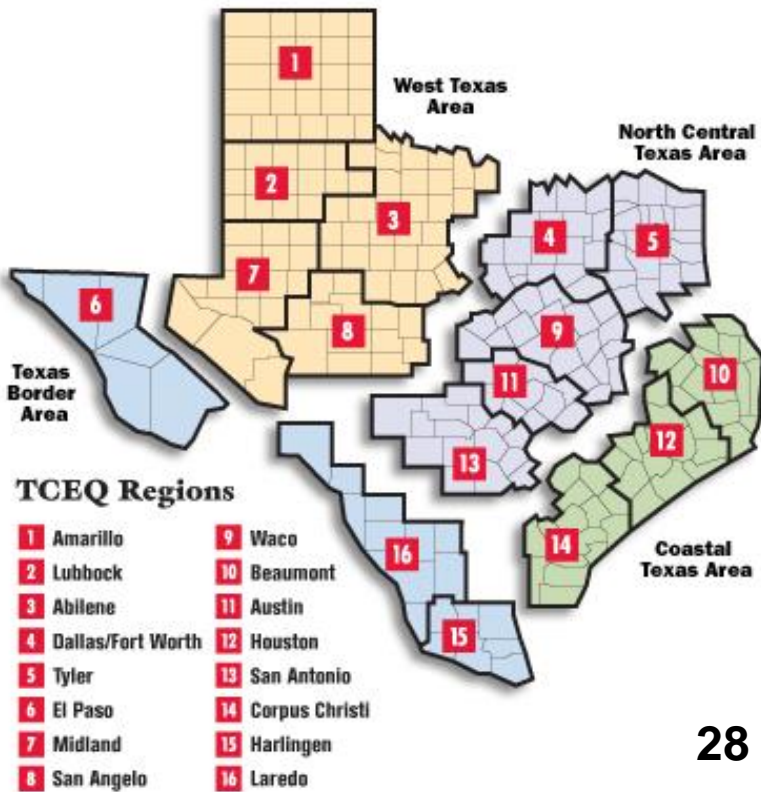 1
West Texas
Area
North Central
Texas Area
2
3
4
5
7
6
8
9
Texas
Border
Area
11
10
12
13
TCEQ Regions
16
14
Coastal
Texas Area
15
1 Amarillo
2 Lubbock
3 Abilene
4 Dallas/Fort Worth
5 Tyler
6 El Paso
7 Midland
8 San Angelo
9 Waco
10 Beaumont
11 Austin
12 Houston
13 San Antonio
14 Corpus Christi
15 Harlingen
16 Laredo
28